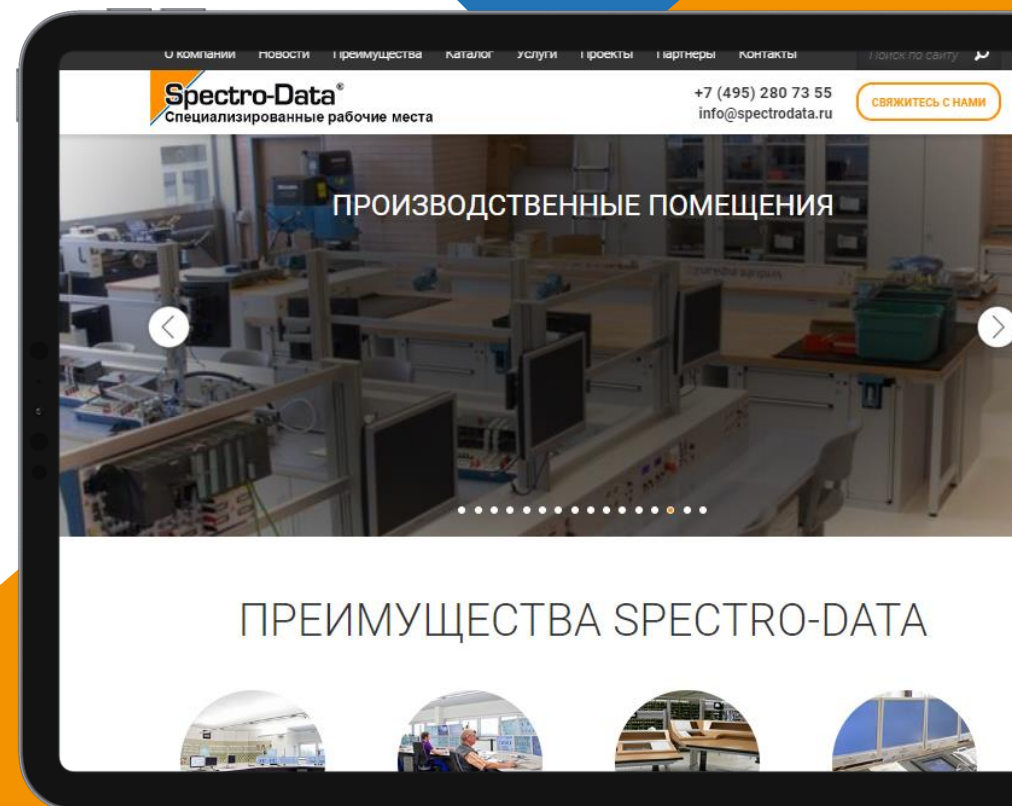 О компании Новости Преимущества Каталог Услуги Проекты Партнеры Контакты Поиск по сайту
Spectro-Data®
Специализированные рабочие места
+7 (495) 280 73 55
info@spectrodata.ru
СВЯЖИТЕСЬ С НАМИ
ПРОИЗВОДСТВЕННЫЕ ПОМЕЩЕНИЯ
ПРЕИМУЩЕСТВА SPECTRO-DATA